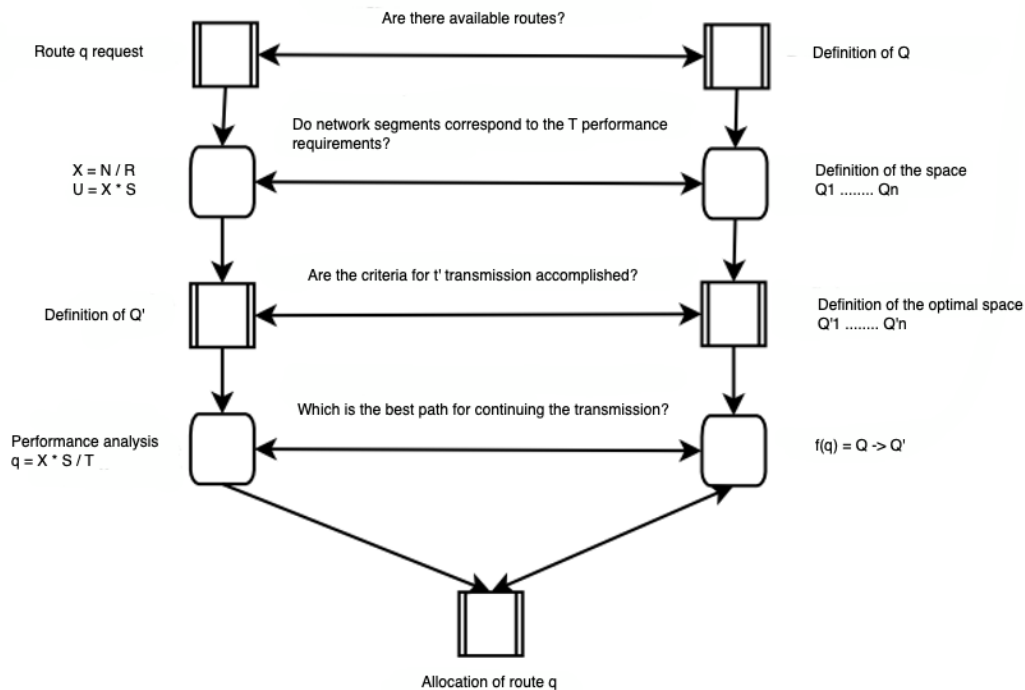 Are there available routes?
Route q request
Definition of Q
Do network segments correspond to the T performance
requirements?
X = N / R
U = X * S
Definition of the space
Q1 ........ Qn
Are the criteria for t' transmission accomplished?
Definition of Q'
Definition of the optimal space
Q'1 ........ Q'n
Which is the best path for continuing the transmission?
Performance analysis
q = X * S / T
f(q) = Q -> Q'
Allocation of route q